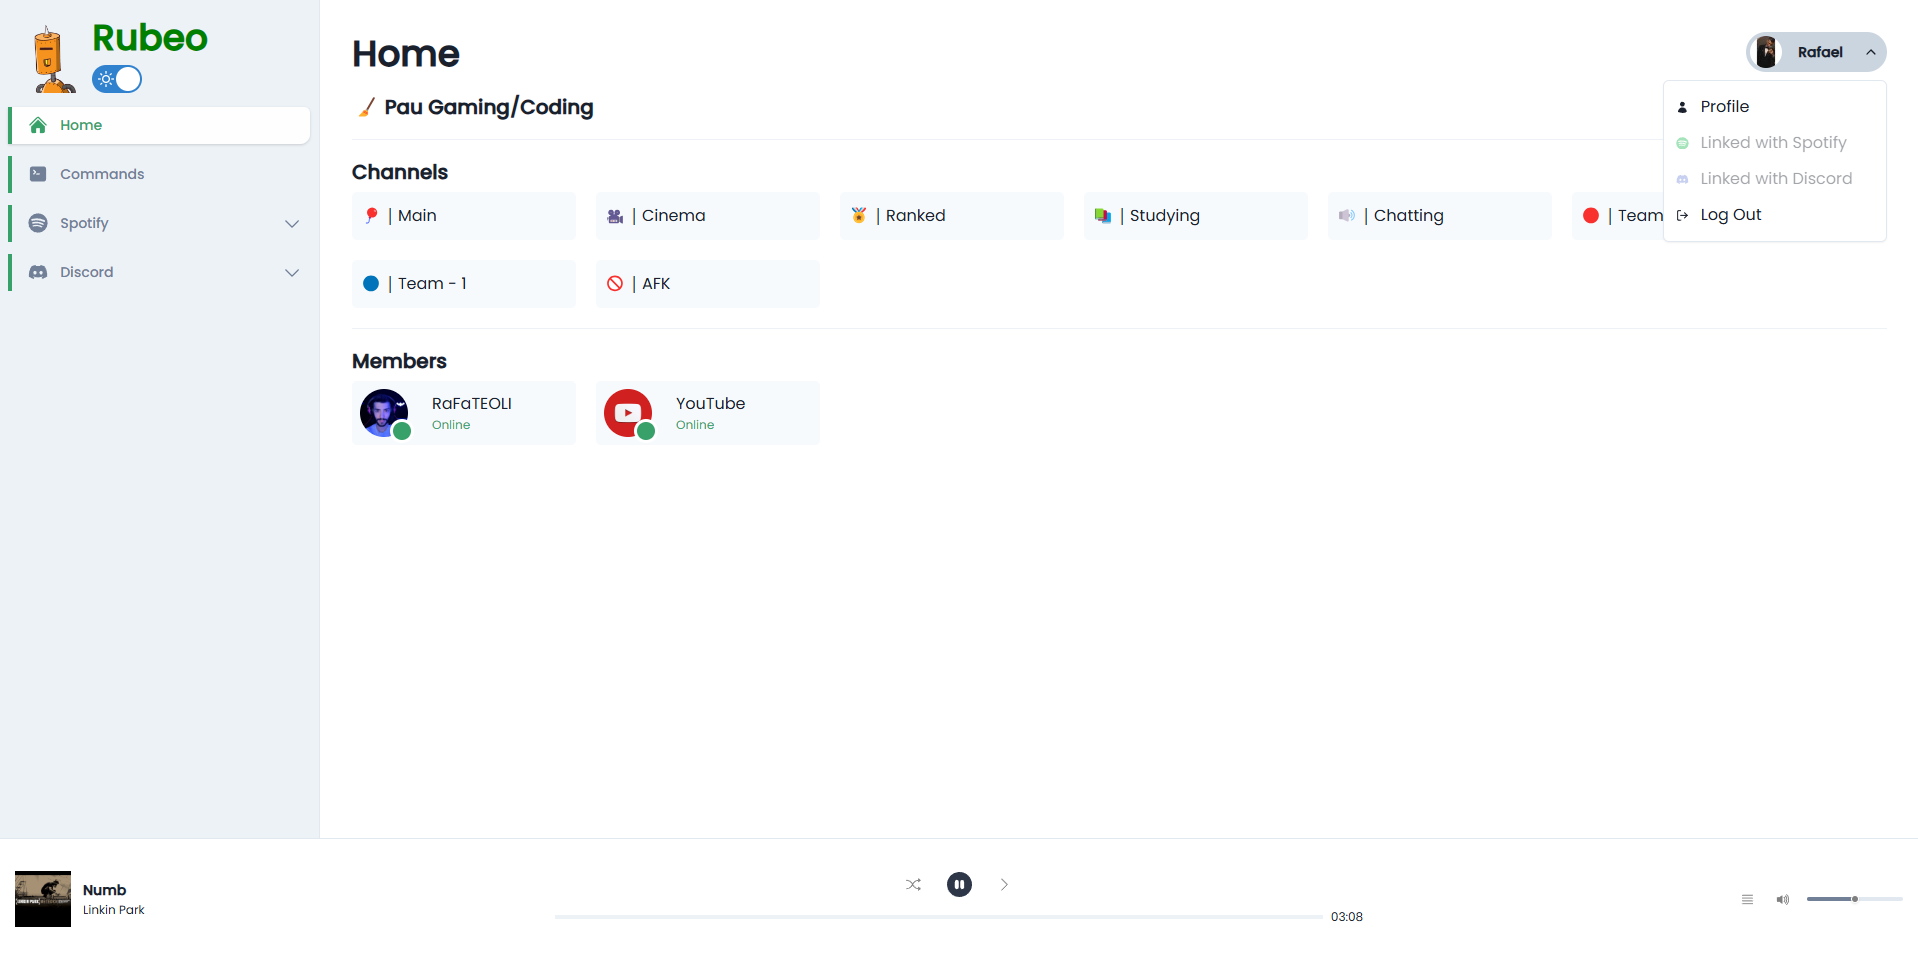 Rubeo
Home
Commands
Spotify
Discord
Home
Rafael
Pau Gaming/Coding
Profile
Linked with Spotify
Linked with Discord
Log Out
Channels
| Main
| Cinema
| Ranked
| Studying
| Chatting
| Team
| Team - 1
| AFK
Members
RaFaTEOLI
Online
YouTube
Online
Numb
Linkin Park
03:08